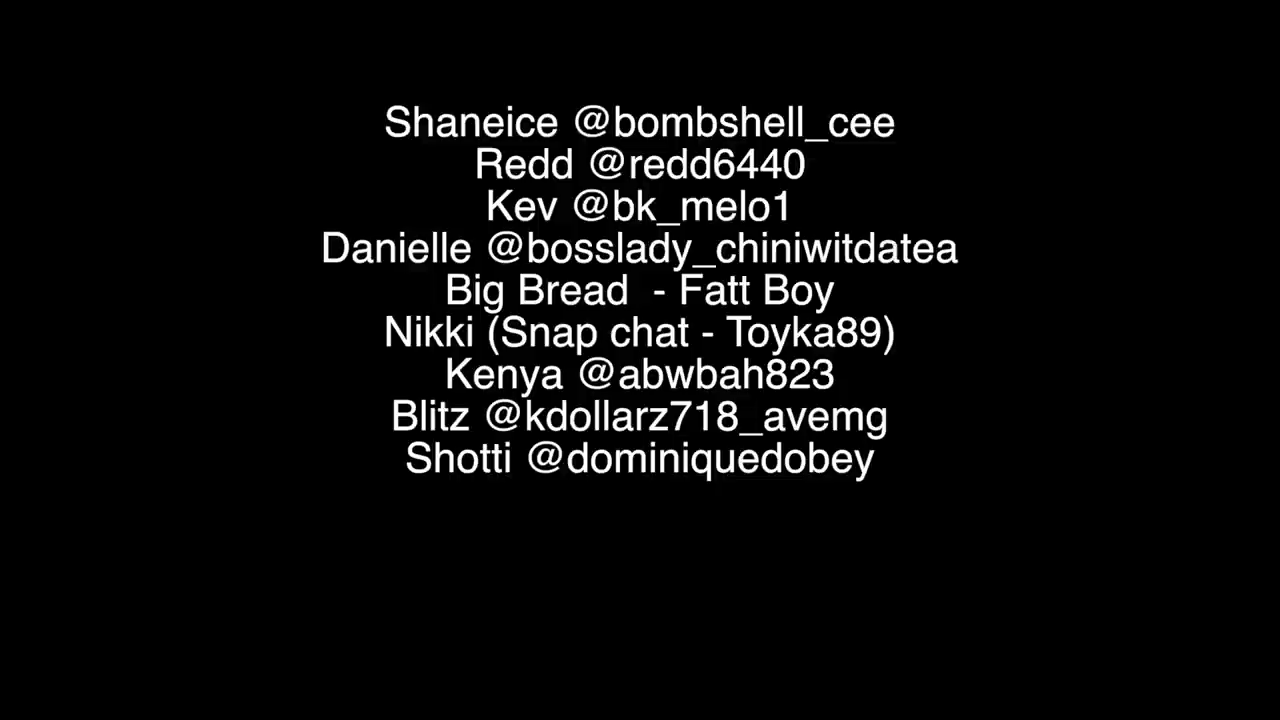 Shaneice @bombshell_cee
Redd @redd6440
Kev @bk_melo1
Danielle @bosslady_chiniwitdatea
Big Bread  - Fatt Boy
Nikki (Snap chat - Toyka89)
Kenya @abwbah823
Blitz @kdollarz718_avemg
Shotti @dominiquedobey